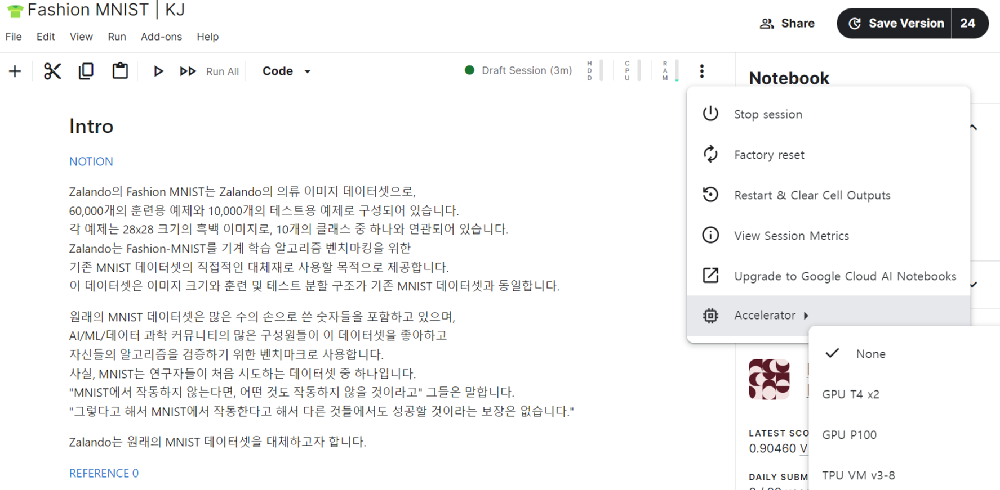 Fashion MNIST | KJ
Share
Save Version
24
File Edit View Run Add-ons Help
Run All
Code
Draft Session (3m)
HDD
CPU
RAM
Notebook
Intro
NOTION
Zalando의 Fashion MNIST는 Zalando의 의류 이미지 데이터셋으로,
60,000개의 훈련용 예제와 10,000개의 테스트용 예제로 구성되어 있습니다.
각 예제는 28x28 크기의 흑백 이미지로, 10개의 클래스 중 하나와 연관되어 있습니다.
Zalando는 Fashion-MNIST를 기계 학습 알고리즘 벤치마킹을 위한
기존 MNIST 데이터셋의 직접적인 대체재로 사용할 목적으로 제공합니다.
이 데이터셋은 이미지 크기와 훈련 및 테스트 분할 구조가 기존 MNIST 데이터셋과 동일합니다.
원래의 MNIST 데이터셋은 많은 수의 손으로 쓴 숫자들을 포함하고 있으며,
AI/ML/데이터 과학 커뮤니티의 많은 구성원들이 이 데이터셋을 좋아하고
자신들의 알고리즘을 검증하기 위한 벤치마크로 사용합니다.
사실, MNIST는 연구자들이 처음 시도하는 데이터셋 중 하나입니다.
"MNIST에서 작동하지 않는다면, 어떤 것도 작동하지 않을 것이라고" 그들은 말합니다.
"그렇다고 해서 MNIST에서 작동한다고 해서 다른 것들에서도 성공할 것이라는 보장은 없습니다."
Zalando는 원래의 MNIST 데이터셋을 대체하고자 합니다.
REFERENCE 0
Stop session
Factory reset
Restart & Clear Cell Outputs
View Session Metrics
Upgrade to Google Cloud AI Notebooks
Accelerator
None
GPU T4 x2
GPU P100
TPU VM v3-8
LATEST SCO
0.90460 V
DAILY SUBM